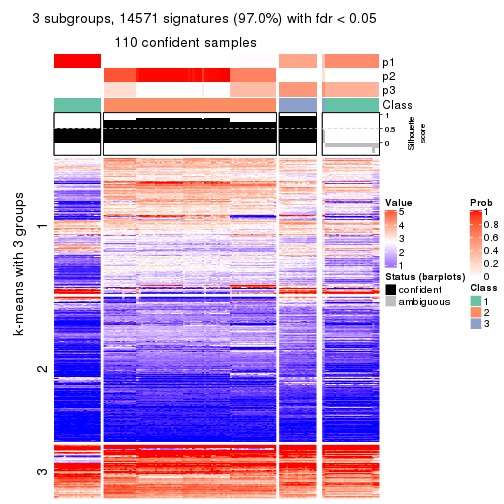 3 subgroups, 14571 signatures (97.0%) with fdr < 0.05
110 confident samples
p1
p2
p3
Class
1
0.5
0
Silhouette
score
k-means with 3 groups
1
2
3
Value
5
4
3
2
1
Status (barplots)
confident
ambiguous
Prob
1
0.8
0.6
0.4
0.2
0
Class
1
2
3